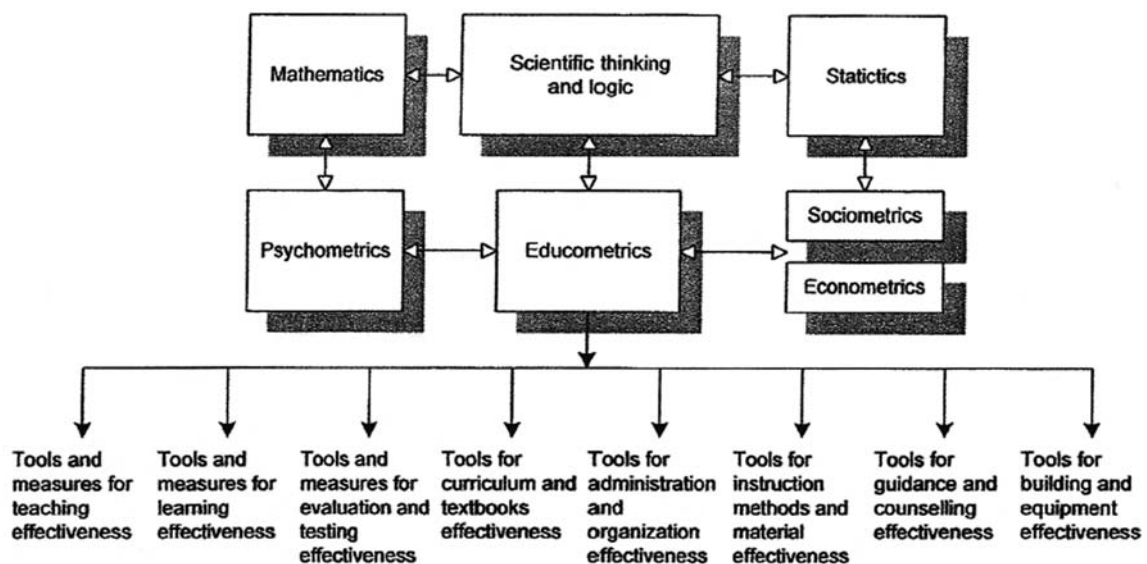 Mathematics
Scientific thinking
and logic
Statictics
Psychometrics
Educometrics
Sociometrics
Econometrics
Tools and
measures for
teaching
effectiveness
Tools and
measures for
learning
effectiveness
Tools and
measures for
evaluation and
testing
effectiveness
Tools for
curriculum and
textbooks
effectiveness
Tools for
administration
and
organization
effectiveness
Tools for
instruction
methods and
material
effectiveness
Tools for
guidance and
counselling
effectiveness
Tools for
building and
equipment
effectiveness